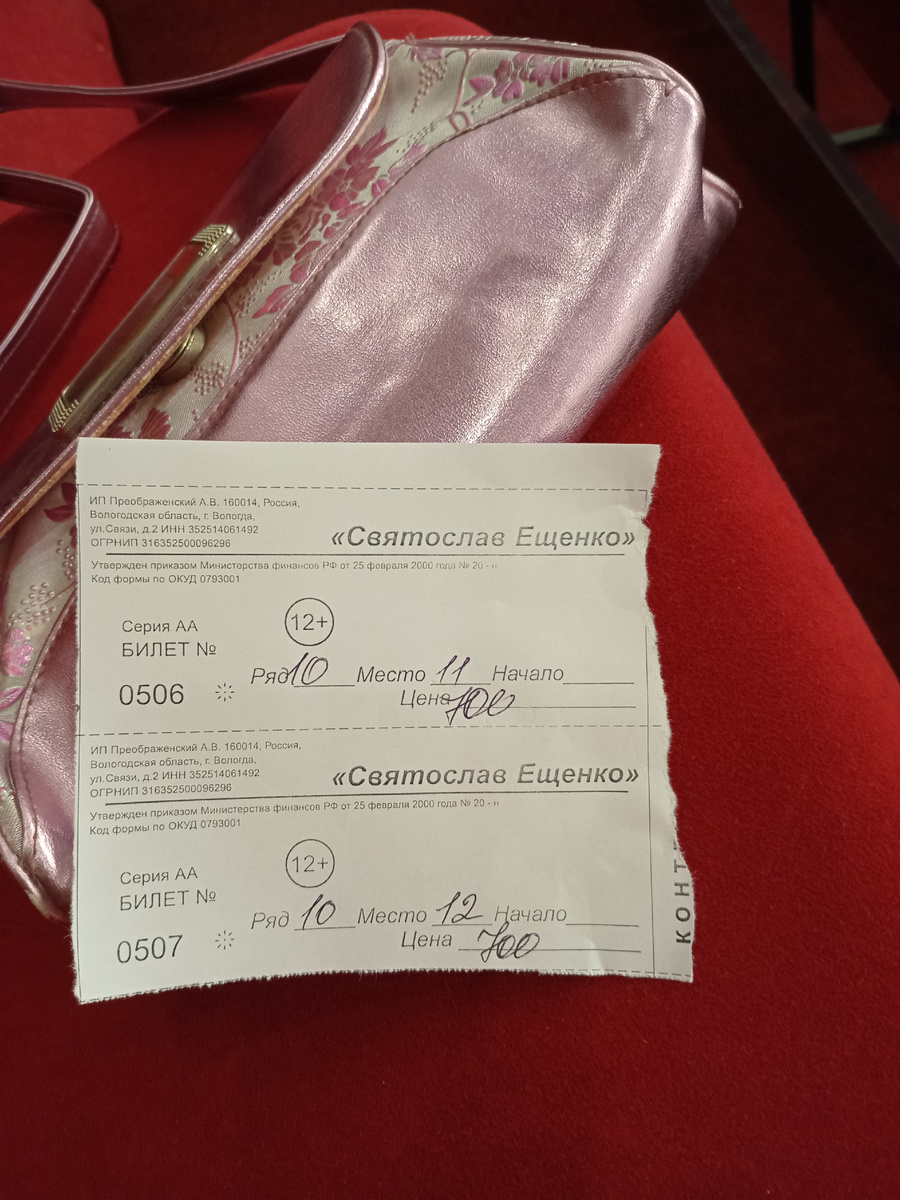 ИП Преображенский А.В. 160014, Россия,
Вологодская область, г. Вологда,
ул.Связи, д.2 ИНН 352514061492
ОГРНИП 316352500096296
«Святослав Ещенко»
Утвержден приказом Министерства финансов РФ от 25 февраля 2000 года № 20 - н
Код формы по ОКУД 0793001
12+
Серия АА
БИЛЕТ №
Ряд 10 Место 11 Начало
0506
Цена 700
ИП Преображенский А.В. 160014, Россия,
Вологодская область, г. Вологда,
ул.Связи, д.2 ИНН 352514061492
ОГРНИП 316352500096296
«Святослав Ещенко»
Утвержден приказом Министерства финансов РФ от 25 февраля 2000 года № 20 - н
Код формы по ОКУД 0793001
12+
Серия АА
БИЛЕТ №
Ряд 10 Место 12 Начало
0507
Цена 700
КОНТ